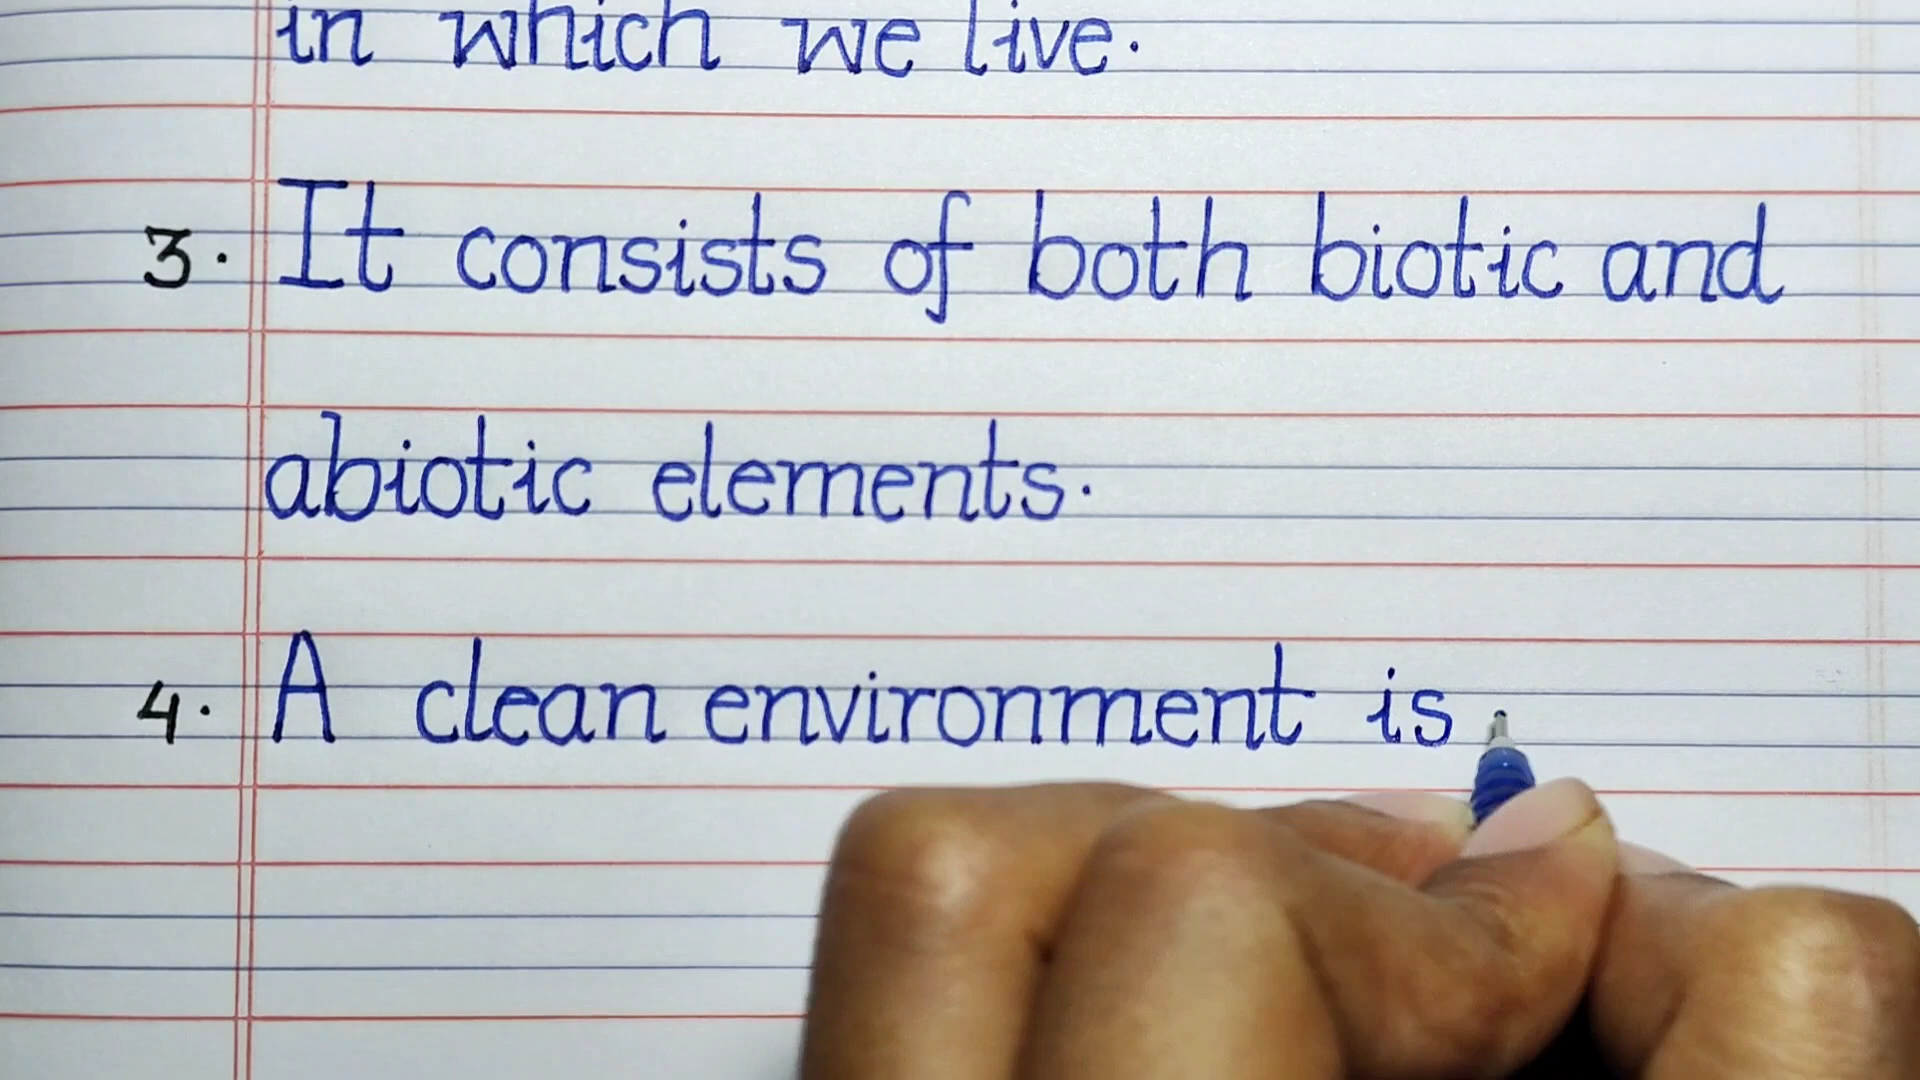 in which we live.
3. It consists of both biotic and
abiotic elements.
4. A clean environment is